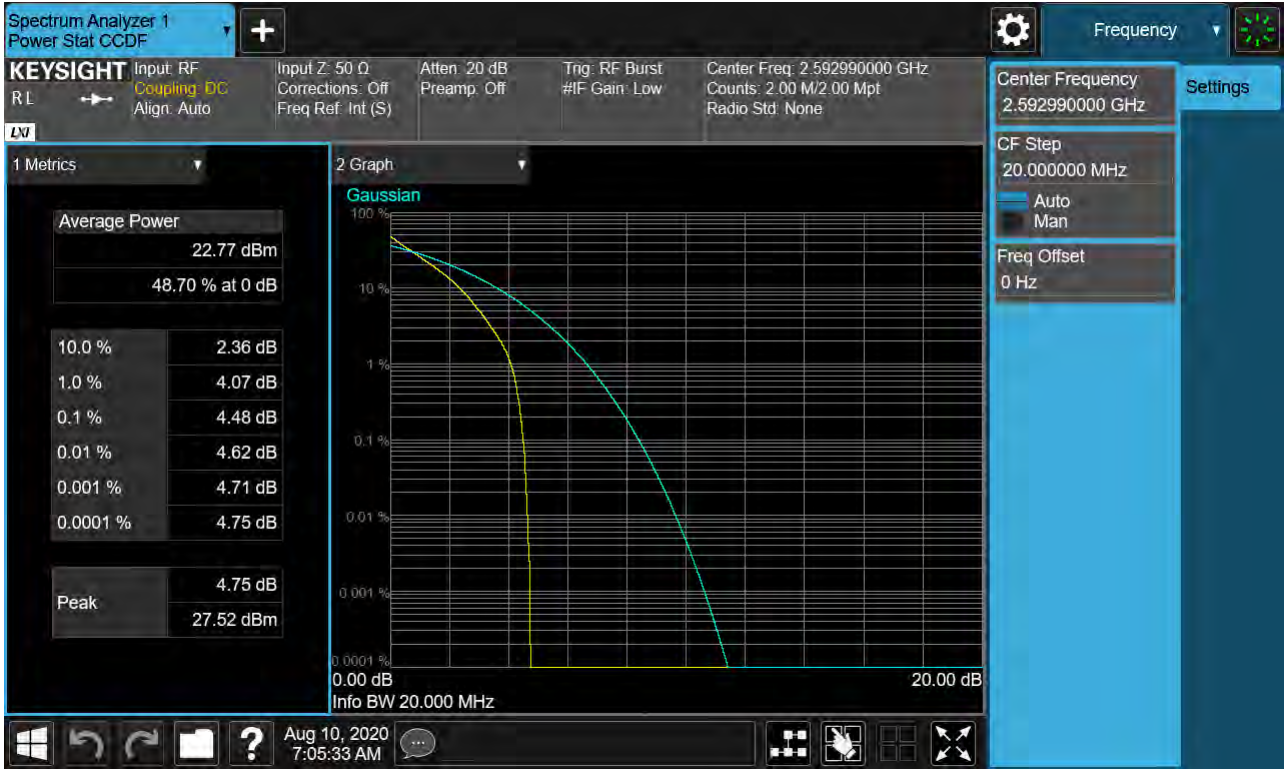 Spectrum Analyzer 1
Power Stat CCDF
Frequency
KEYSIGHT
R L
LXI
Input: RF
Coupling: DC
Align: Auto
Input Z: 50 Ω
Corrections: Off
Freq Ref: Int (S)
Atten: 20 dB
Preamp: Off
Trig: RF Burst
#IF Gain: Low
Center Freq: 2.592990000 GHz
Counts: 2.00 M/2.00 Mpt
Radio Std: None
Center Frequency
2.592990000 GHz
Settings
CF Step
20.000000 MHz
Auto
Man
Freq Offset
0 Hz
1 Metrics
Average Power
22.77 dBm
48.70 % at 0 dB
10.0 % 2.36 dB
1.0 % 4.07 dB
0.1 % 4.48 dB
0.01 % 4.62 dB
0.001 % 4.71 dB
0.0001 % 4.75 dB
Peak
4.75 dB
27.52 dBm
2 Graph
Gaussian
100 %
10 %
1 %
0.1 %
0.01 %
0.001 %
0.0001 %
0.00 dB 20.00 dB
Info BW 20.000 MHz
?
Aug 10, 2020
7:05:33 AM